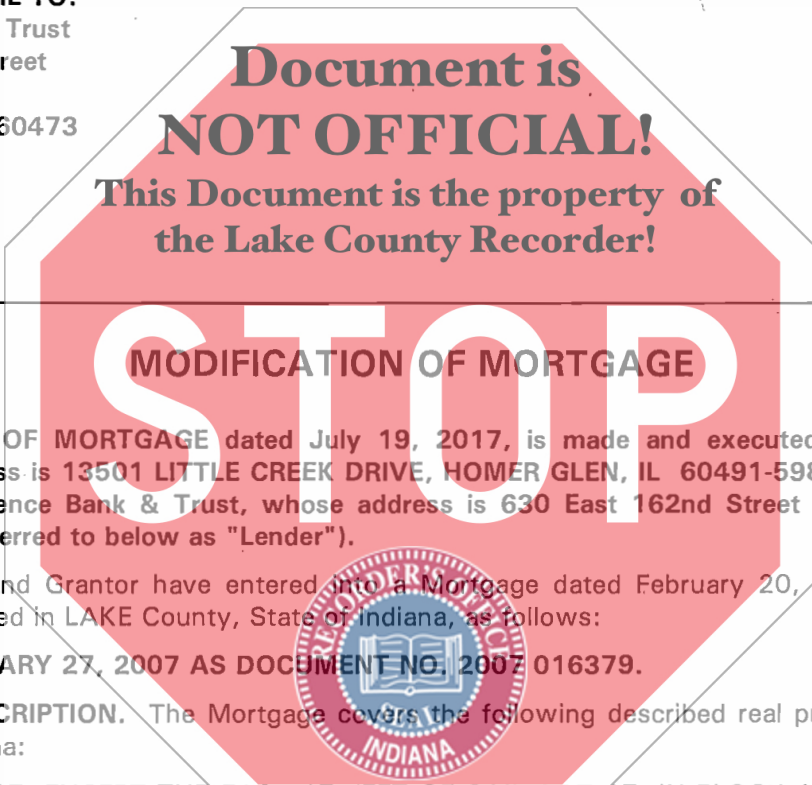 TO:
Trust
reet
60473
Document is
NOT OFFICIAL!
This Document is the property of
the Lake County Recorder!
STOP
MODIFICATION OF MORTGAGE
OF MORTGAGE dated July 19, 2017, is made and executed
ss is 13501 LITTLE CREEK DRIVE, HOMER GLEN, IL 60491-598
ence Bank & Trust, whose address is 630 East 162nd Street
erred to below as "Lender").
nd Grantor have entered into a Mortgage dated February 20,
ed in LAKE County, State of Indiana, as follows:
ARY 27, 2007 AS DOCUMENT NO. 2007 016379.
CRIPTION. The Mortgage covers the following described real pr
na:
RECORDER'S OFFICE
SEAL
INDIANA